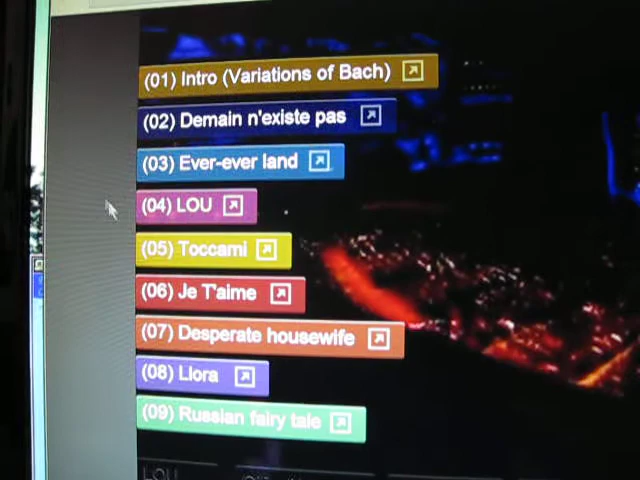 (01) Intro (Variations of Bach)
(02) Demain n'existe pas
(03) Ever-ever land
(04) LOU
(05) Toccami
(06) Je T'aime
(07) Desperate housewife
(08) Llora
(09) Russian fairy tale
LOU